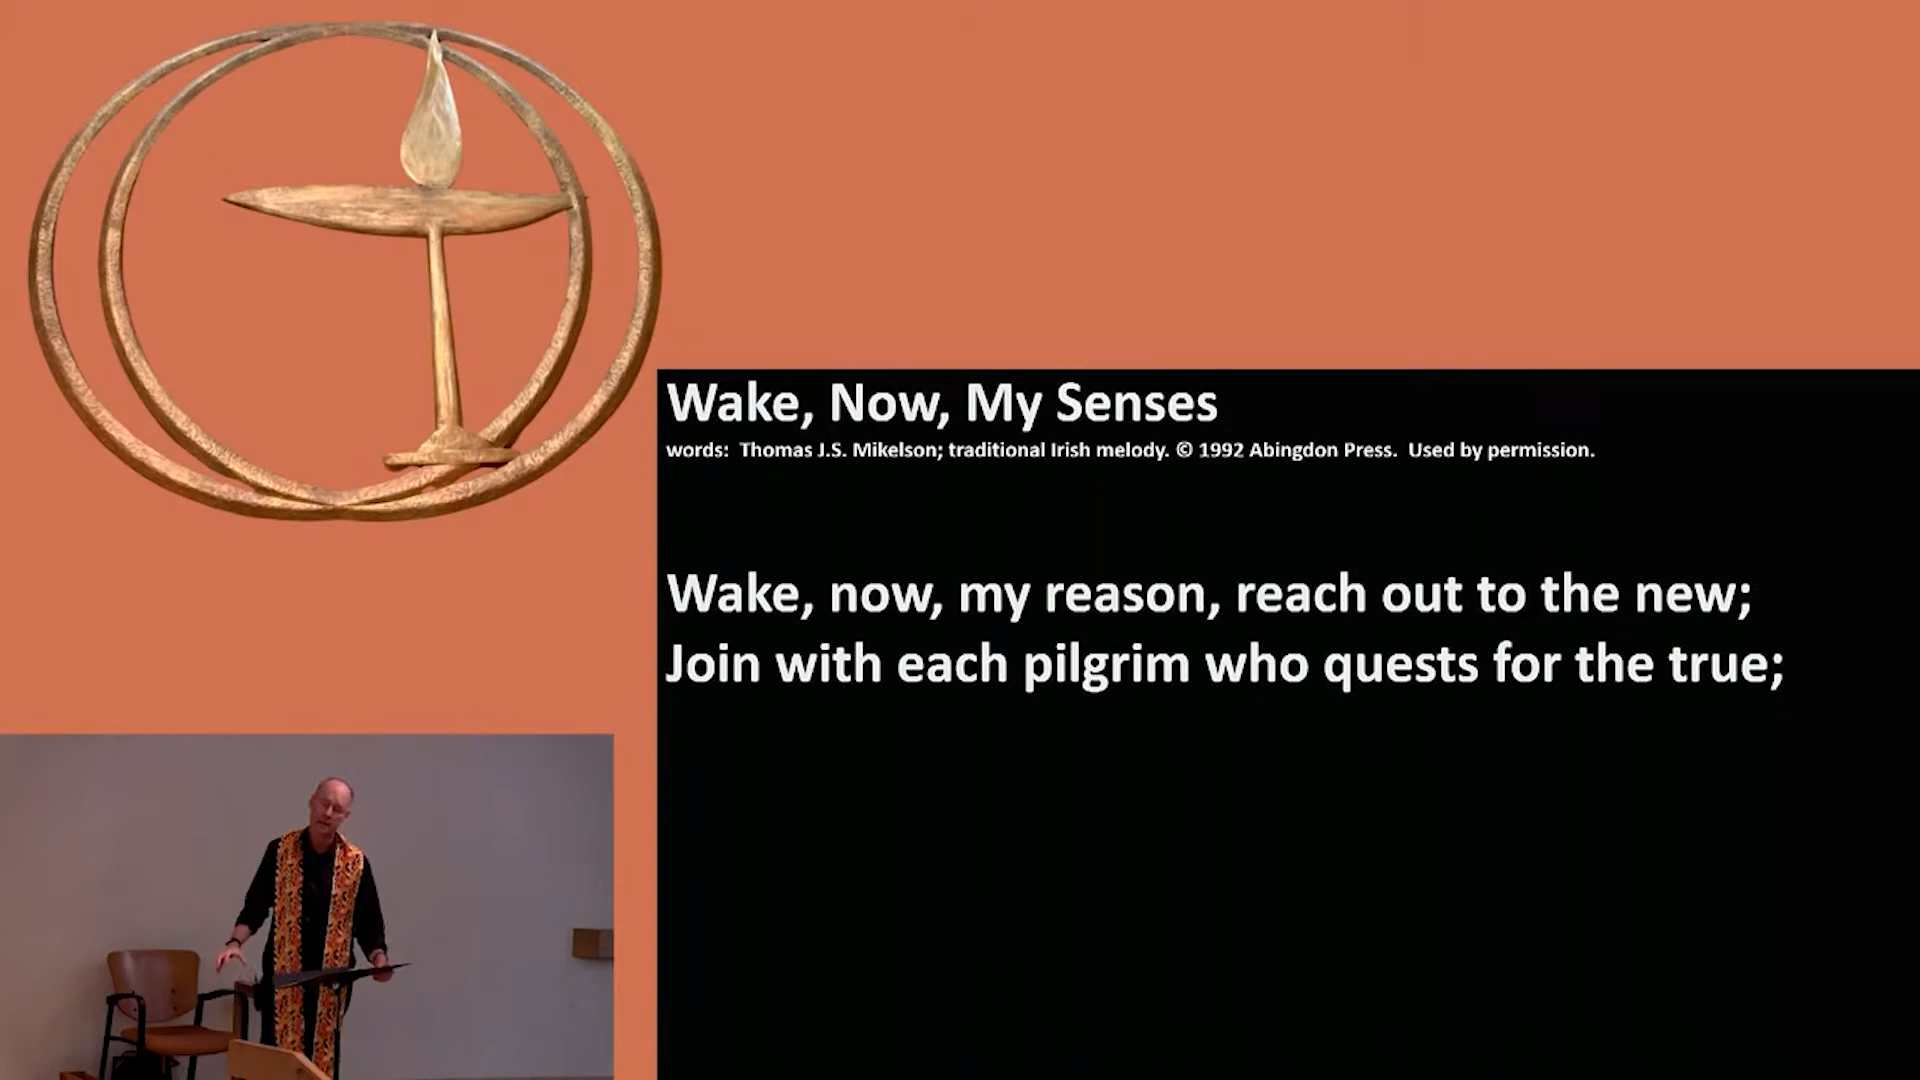 Wake, Now, My Senses
words:  Thomas J.S. Mikelson; traditional Irish melody. © 1992 Abingdon Press.  Used by permission.
Wake, now, my reason, reach out to the new;
Join with each pilgrim who quests for the true;